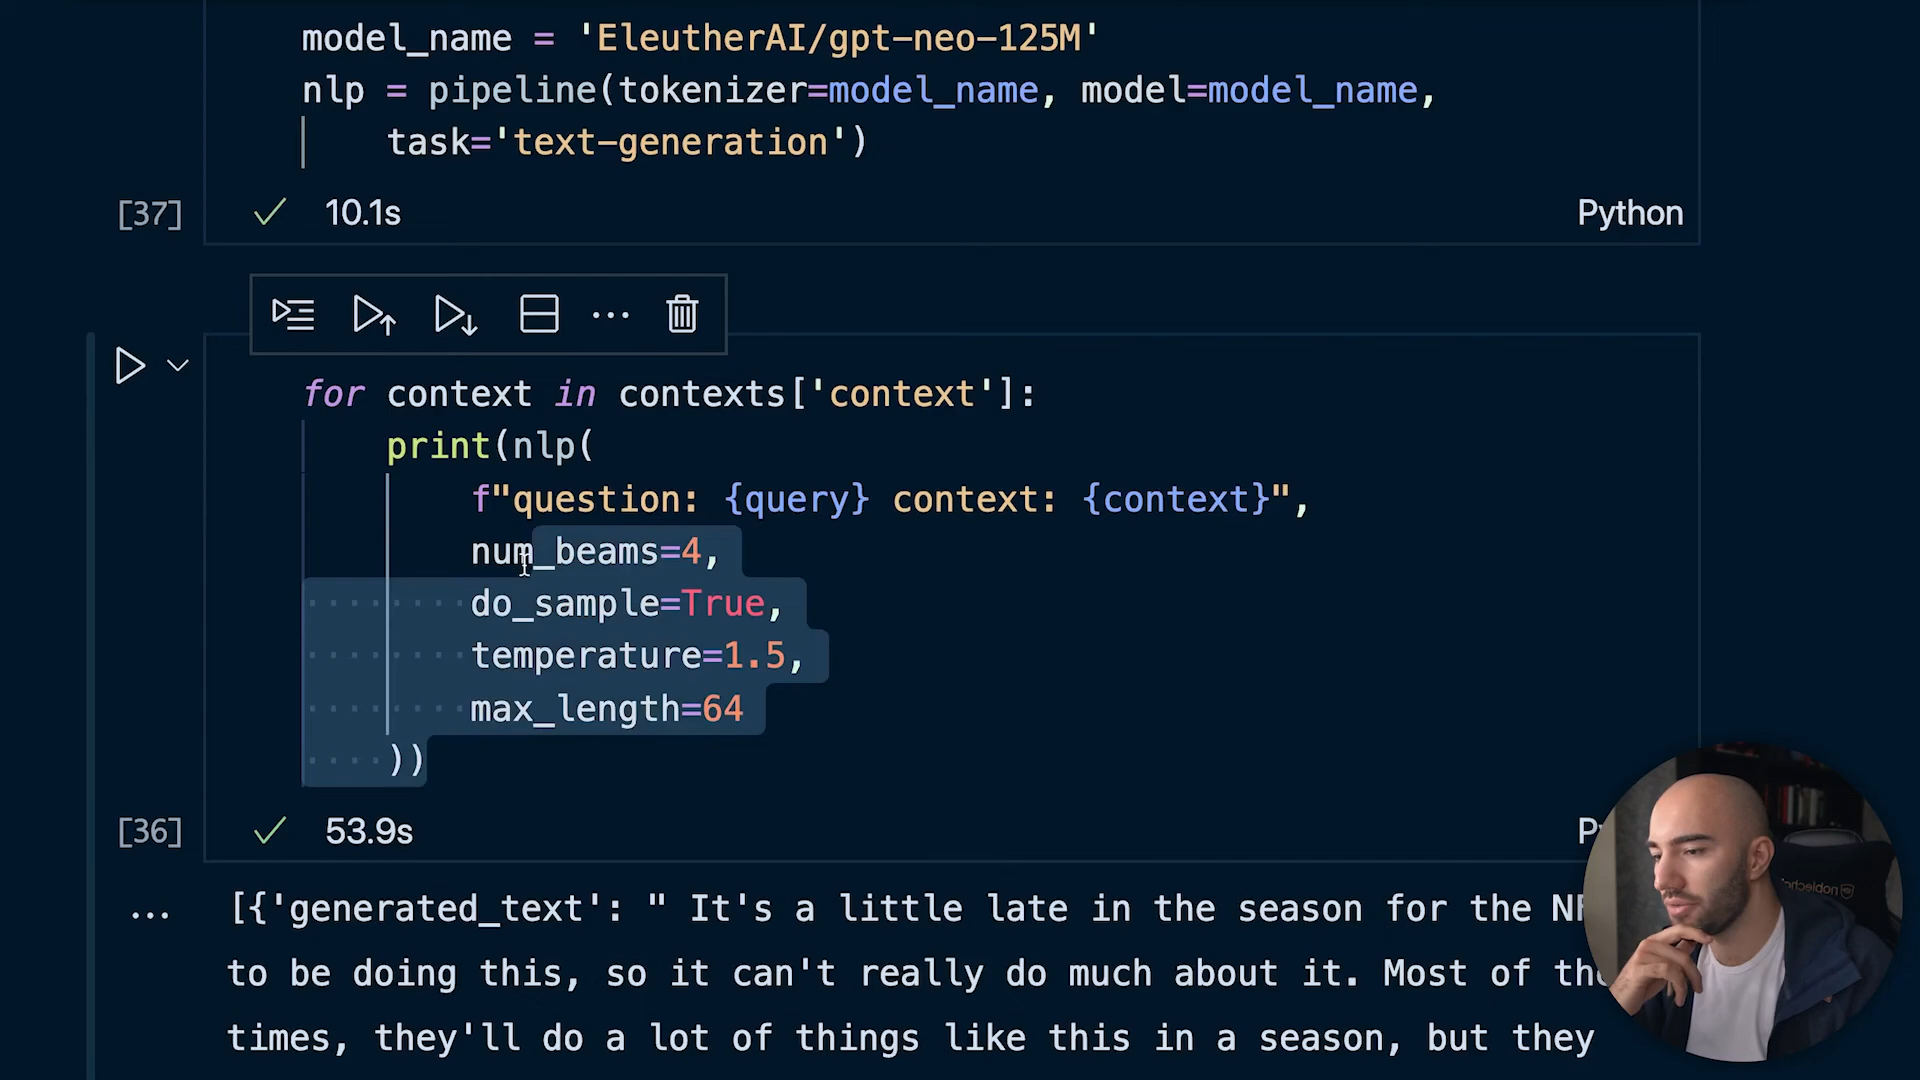 model_name = 'EleutherAI/gpt-neo-125M'
nlp = pipeline(tokenizer=model_name, model=model_name,
task='text-generation')
[37] 10.1s Python
for context in contexts['context']:
print(nlp(
f"question: {query} context: {context}",
num_beams=4,
do_sample=True,
temperature=1.5,
max_length=64
))
[36] 53.9s
[{'generated_text': " It's a little late in the season for the
to be doing this, so it can't really do much about it. Most of
times, they'll do a lot of things like this in a season, but they